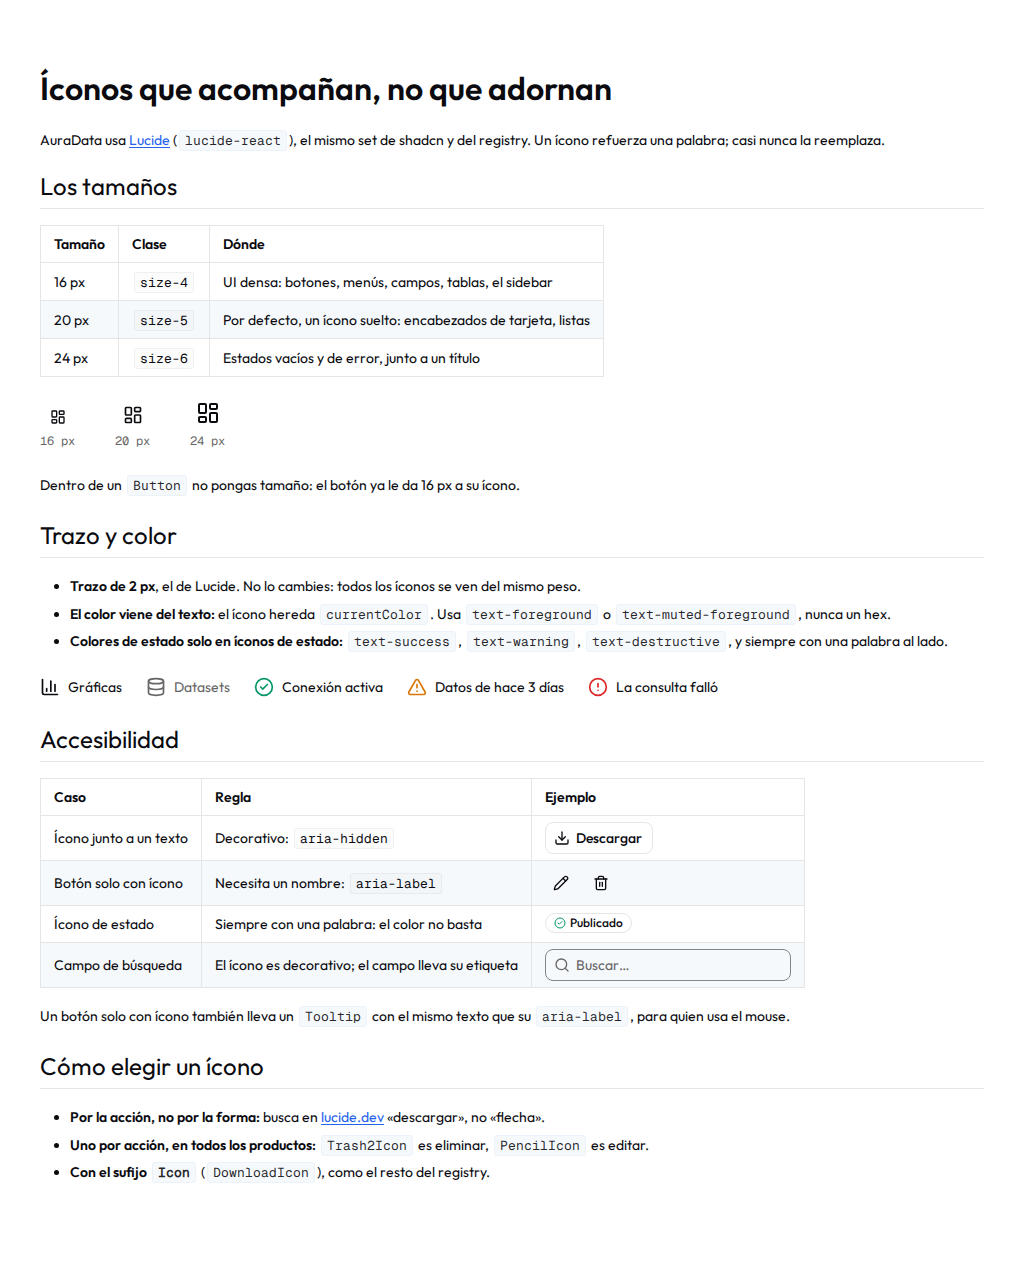 Íconos que acompañan, no que adornan
AuraData usa Lucide ( lucide-react ), el mismo set de shadcn y del registry. Un ícono refuerza una palabra; casi nunca la reemplaza.
Los tamaños
Tamaño Clase Dónde
16 px size-4 UI densa: botones, menús, campos, tablas, el sidebar
20 px size-5 Por defecto, un ícono suelto: encabezados de tarjeta, listas
24 px size-6 Estados vacíos y de error, junto a un título
16 px 20 px 24 px
Dentro de un Button no pongas tamaño: el botón ya le da 16 px a su ícono.
Trazo y color
• Trazo de 2 px, el de Lucide. No lo cambies: todos los íconos se ven del mismo peso.
• El color viene del texto: el ícono hereda currentColor . Usa text-foreground o text-muted-foreground , nunca un hex.
• Colores de estado solo en íconos de estado: text-success , text-warning , text-destructive , y siempre con una palabra al lado.
Gráficas Datasets Conexión activa Datos de hace 3 días La consulta falló
Accesibilidad
Caso Regla Ejemplo
Ícono junto a un texto Decorativo: aria-hidden Descargar
Botón solo con ícono Necesita un nombre: aria-label
Ícono de estado Siempre con una palabra: el color no basta Publicado
Campo de búsqueda El ícono es decorativo; el campo lleva su etiqueta Buscar...
Un botón solo con ícono también lleva un Tooltip con el mismo texto que su aria-label , para quien usa el mouse.
Cómo elegir un ícono
• Por la acción, no por la forma: busca en lucide.dev «descargar», no «flecha».
• Uno por acción, en todos los productos: Trash2Icon es eliminar, PencilIcon es editar.
• Con el sufijo Icon ( DownloadIcon ), como el resto del registry.